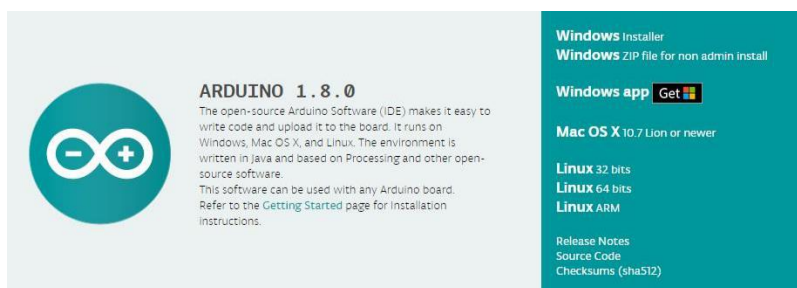 ARDUINO 1.8.0
The open-source Arduino Software (IDE) makes it easy to
write code and upload it to the board. It runs on
Windows, Mac OS X, and Linux. The environment is
written in Java and based on Processing and other open-
source software.
This software can be used with any Arduino board.
Refer to the Getting Started page for Installation
instructions.
Windows Installer
Windows ZIP file for non admin install
Windows app Get
Mac OS X 10.7 Lion or newer
Linux 32 bits
Linux 64 bits
Linux ARM
Release Notes
Source Code
Checksums (sha512)